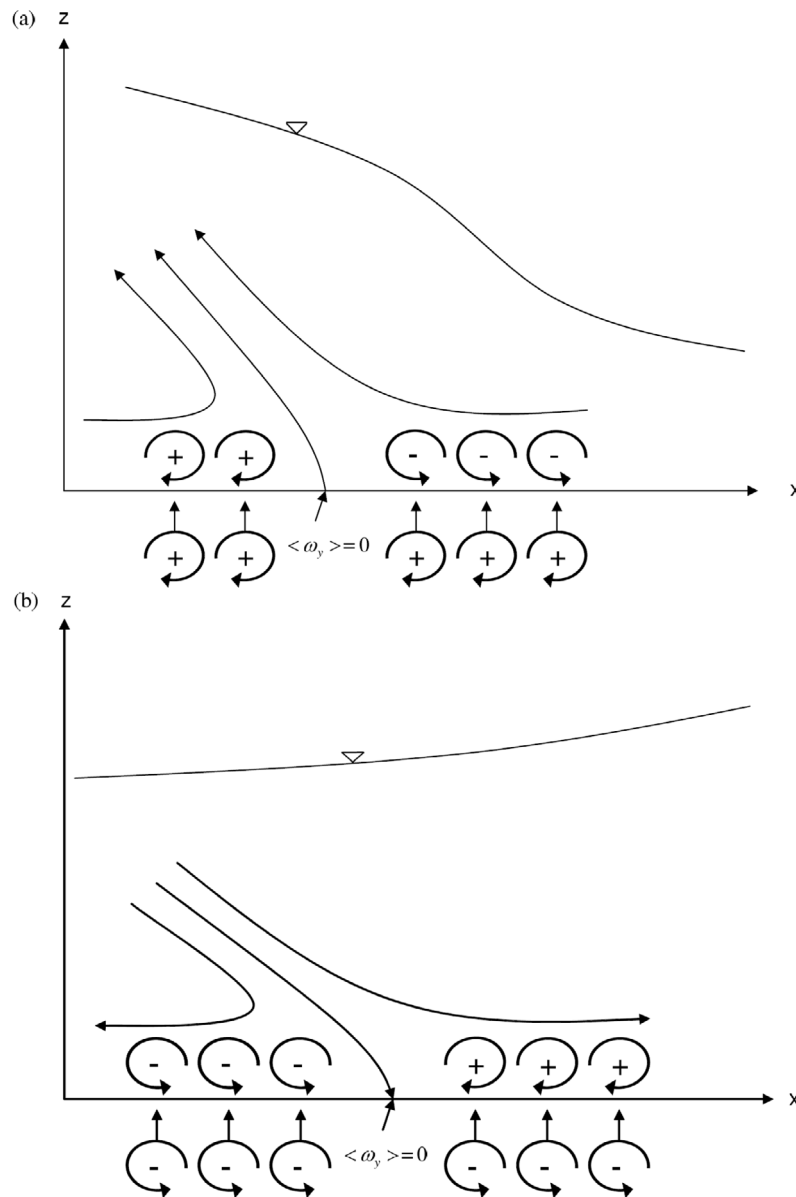 (a) z
+ + - - -
x
< ω_y >= 0
+ + + + +
(b) z
- - - + + +
x
< ω_y >= 0
- - - - - -